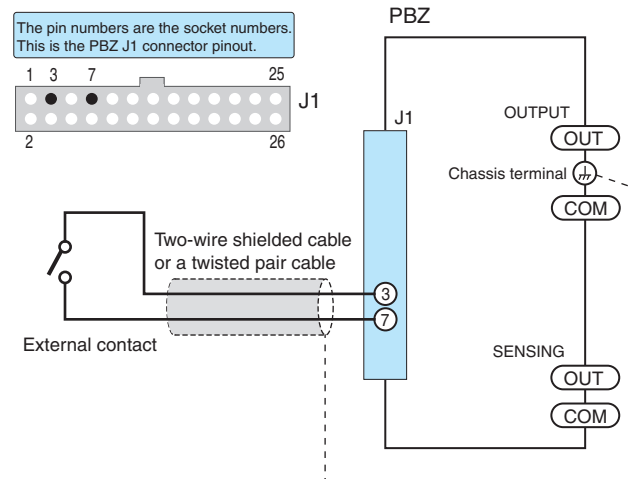 The pin numbers are the socket numbers.
This is the PBZ J1 connector pinout.
PBZ
1 3 7 25
J1
2 26
J1
OUTPUT
OUT
Chassis terminal
COM
Two-wire shielded cable
or a twisted pair cable
3
7
External contact
SENSING
OUT
COM